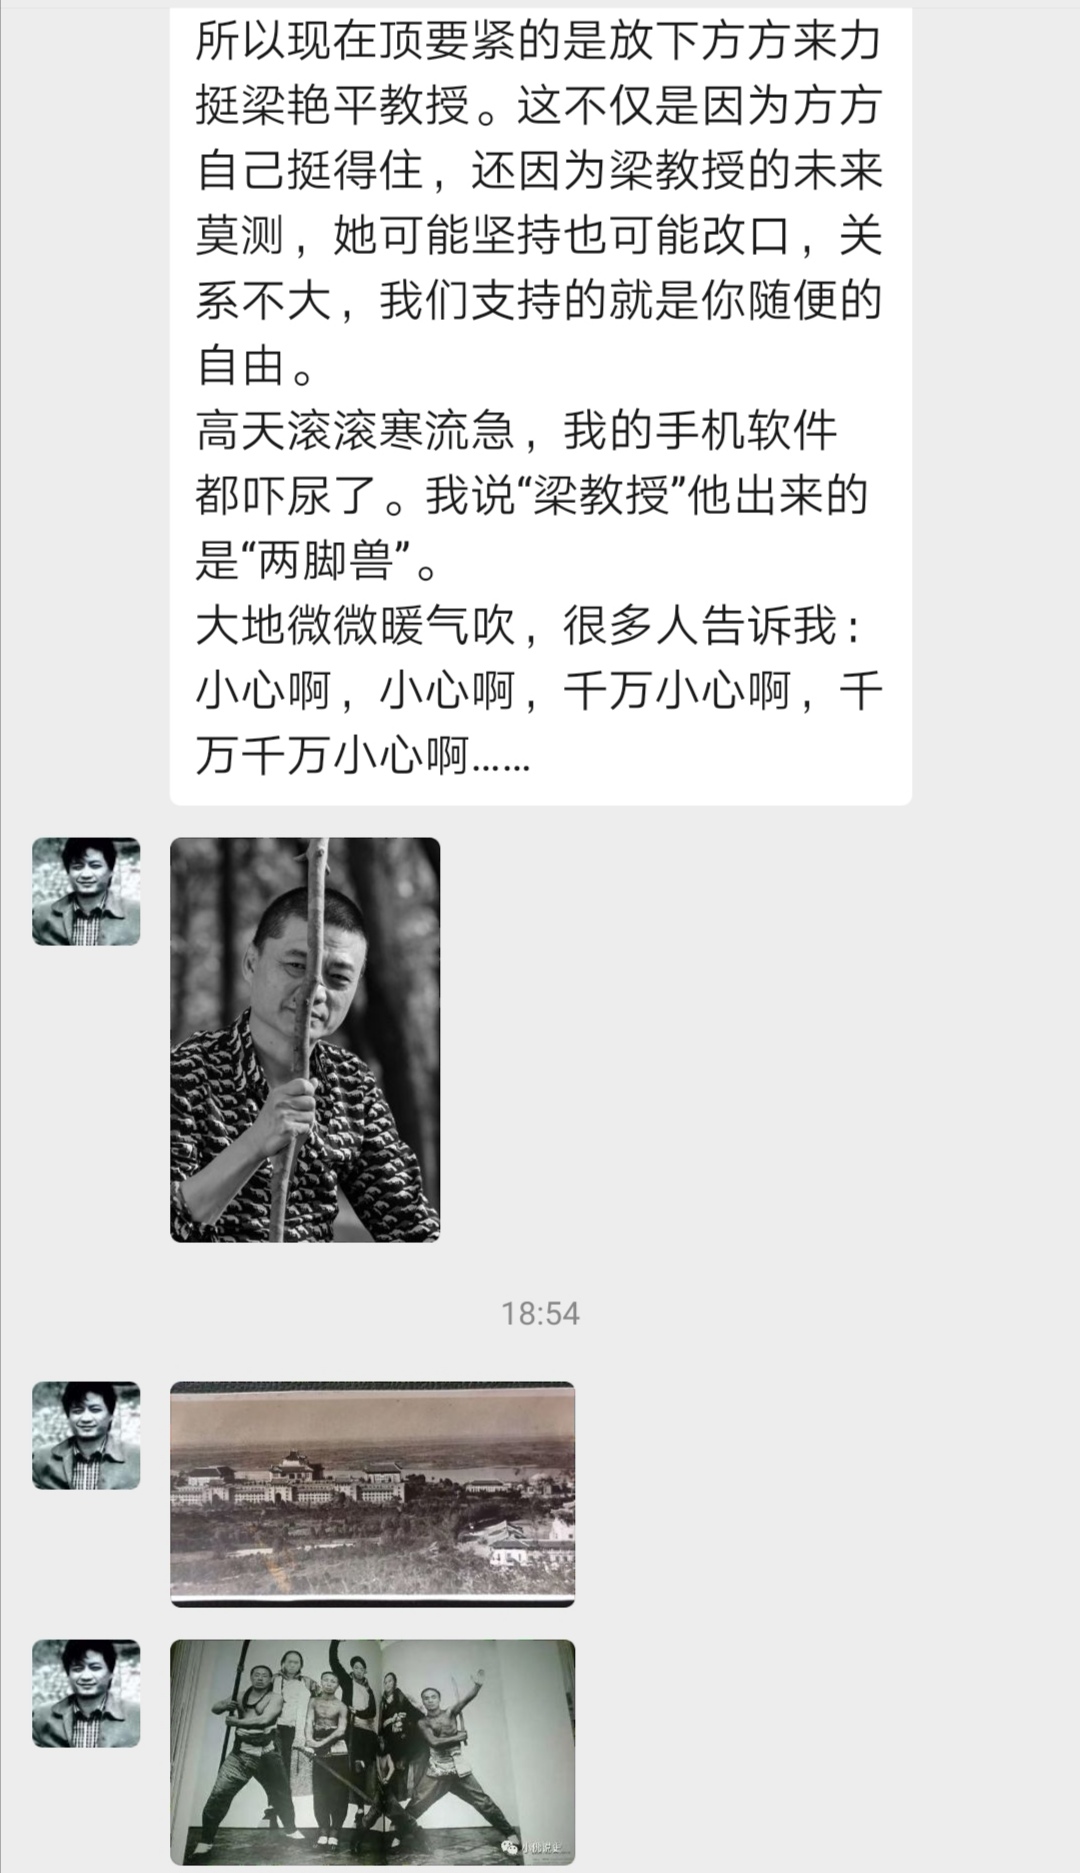 所以现在顶要紧的是放下方方来力
挺梁艳平教授。这不仅是因为方方
自己挺得住，还因为梁教授的未来
莫测，她可能坚持也可能改口，关
系不大，我们支持的就是你随便的
自由。
高天滚滚寒流急，我的手机软件
都吓尿了。我说“梁教授”他出来的
是“两脚兽”。
大地微微暖气吹，很多人告诉我：
小心啊，小心啊，千万小心啊，千
万千万小心啊……
18:54
小佛说史